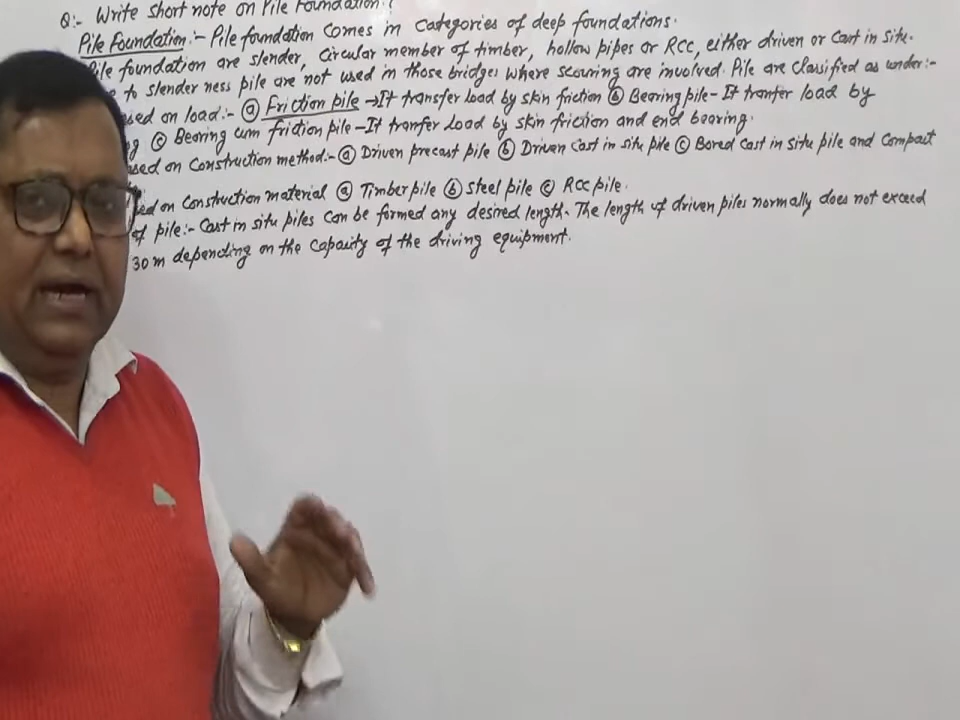 Q:- Write short note on Pile Foundation?
Pile Foundation:- Pile foundation comes in categories of deep foundations.
Pile foundation are slender, circular member of timber, hollow pipes or RCC, either driven or cast in site.
to slender ness pile are not used in those bridges where scouring are involved. Pile are classified as under:-
sed on load:- (a) Friction pile → It transfer load by skin friction (b) Bearing pile - It tranfer load by
g (c) Bearing cum friction pile - It tranfer Load by skin friction and end bearing.
ased on Construction method:- (a) Driven precast pile (b) Driven cast in situ pile (c) Bored cast in situ pile and Compact
ed on Construction material (a) Timber pile (b) Steel pile (c) RCC pile.
of pile:- Cast in situ piles can be formed any desired length. The length of driven piles normally does not exceed
30 m depending on the capacity of the driving equipment.